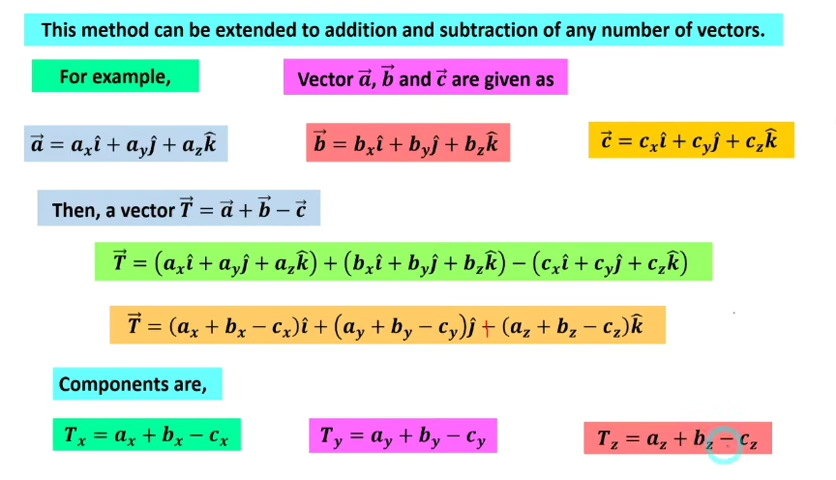 This method can be extended to addition and subtraction of any number of vectors.
For example,
Vector a⃗, b⃗ and c⃗ are given as
a⃗ = aₓî + a_yĵ + a_zk̂
b⃗ = bₓî + b_yĵ + b_zk̂
c⃗ = cₓî + c_yĵ + c_zk̂
Then, a vector T⃗ = a⃗ + b⃗ − c⃗
T⃗ = (aₓî + a_yĵ + a_zk̂) + (bₓî + b_yĵ + b_zk̂) − (cₓî + c_yĵ + c_zk̂)
T⃗ = (aₓ + bₓ − cₓ)î + (a_y + b_y − c_y)ĵ + (a_z + b_z − c_z)k̂
Components are,
Tₓ = aₓ + bₓ − cₓ
T_y = a_y + b_y − c_y
T_z = a_z + b_z − c_z